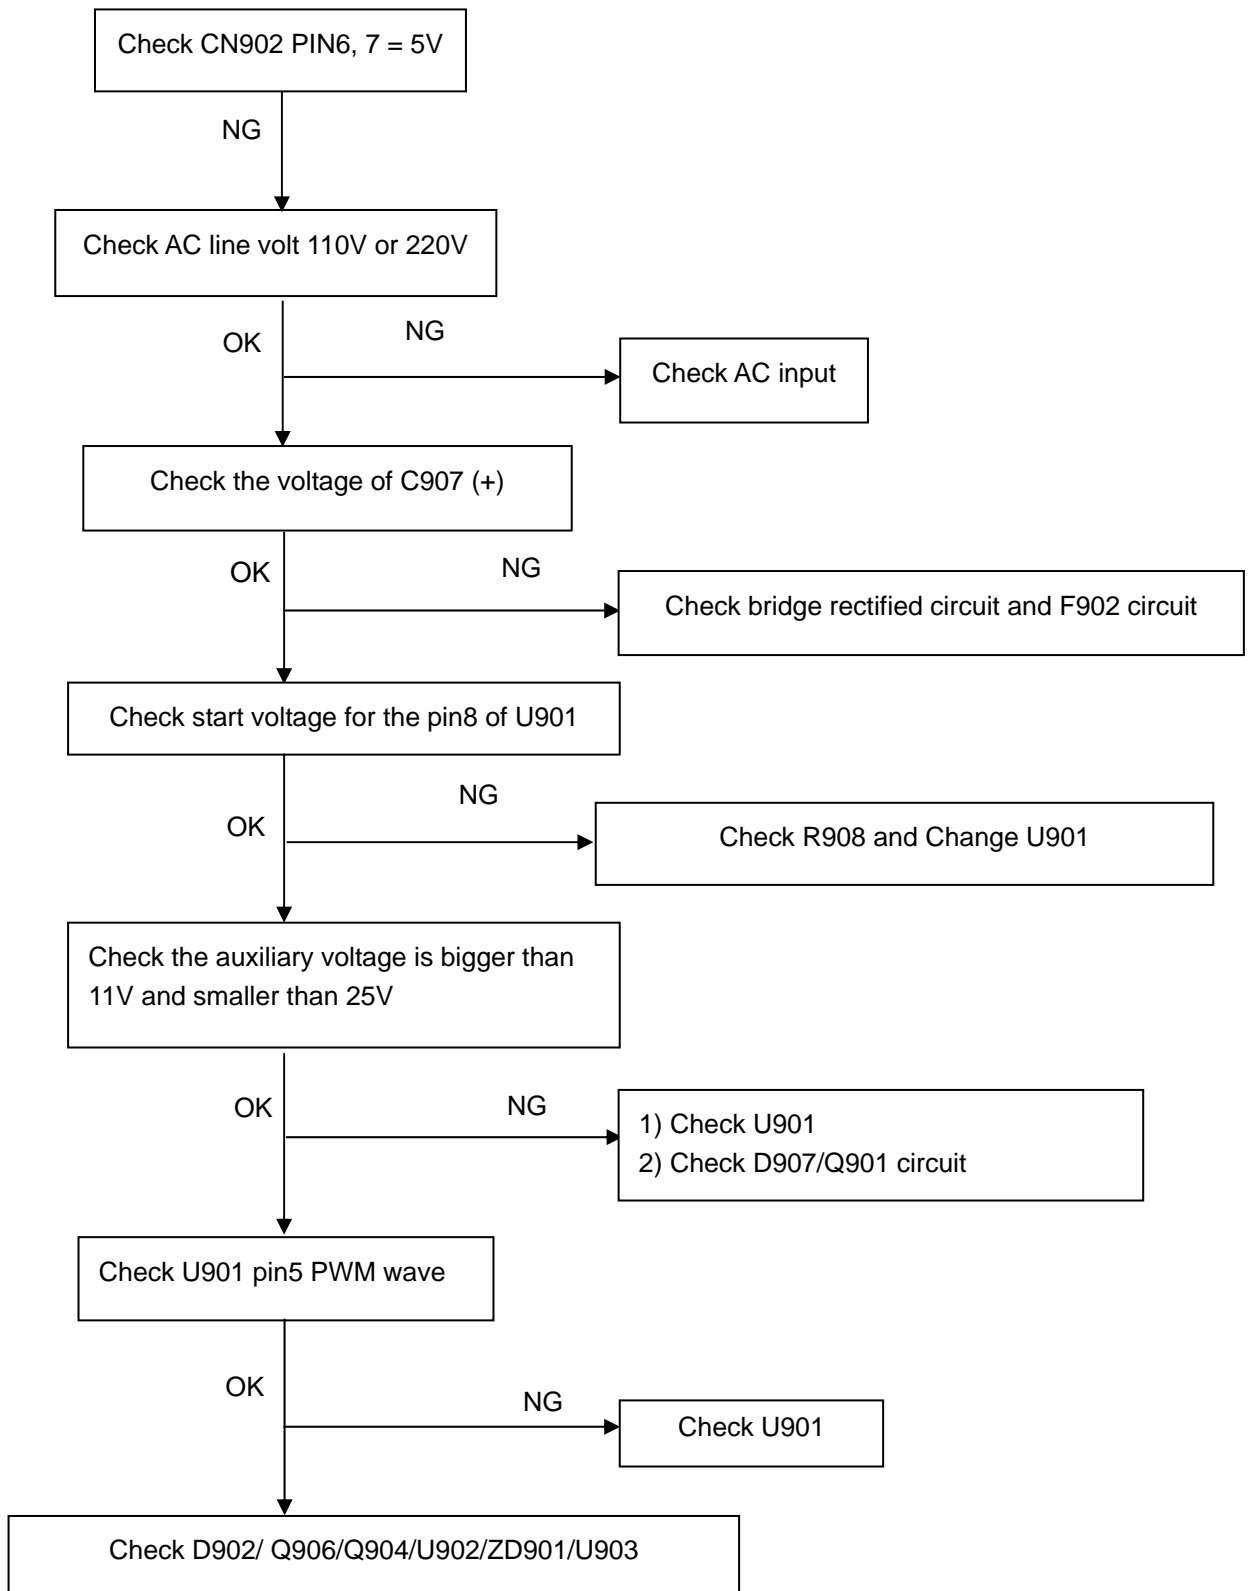 Check CN902 PIN6, 7 = 5V
NG
Check AC line volt 110V or 220V
OK
NG
Check AC input
Check the voltage of C907 (+)
OK
NG
Check bridge rectified circuit and F902 circuit
Check start voltage for the pin8 of U901
OK
NG
Check R908 and Change U901
Check the auxiliary voltage is bigger than
11V and smaller than 25V
OK
NG
1) Check U901
2) Check D907/Q901 circuit
Check U901 pin5 PWM wave
OK
NG
Check U901
Check D902/ Q906/Q904/U902/ZD901/U903